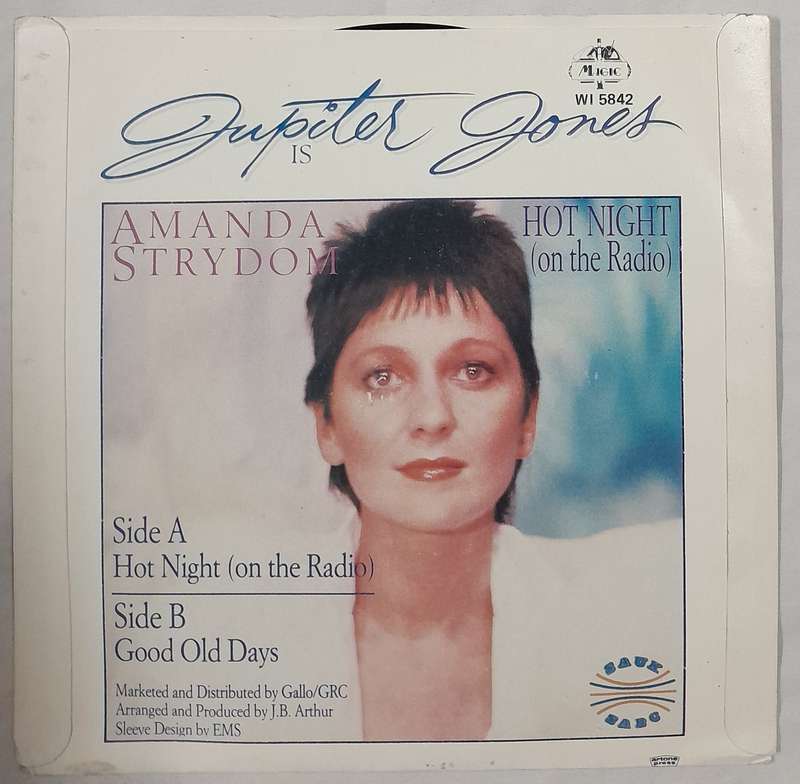 MAGIC
WI 5842
Jupiter Jones
IS
AMANDA
STRYDOM
HOT NIGHT
(on the Radio)
Side A
Hot Night (on the Radio)
Side B
Good Old Days
Marketed and Distributed by Gallo/GRC
Arranged and Produced by J.B. Arthur
Sleeve Design by EMS
SAUK
SABC
artone
press